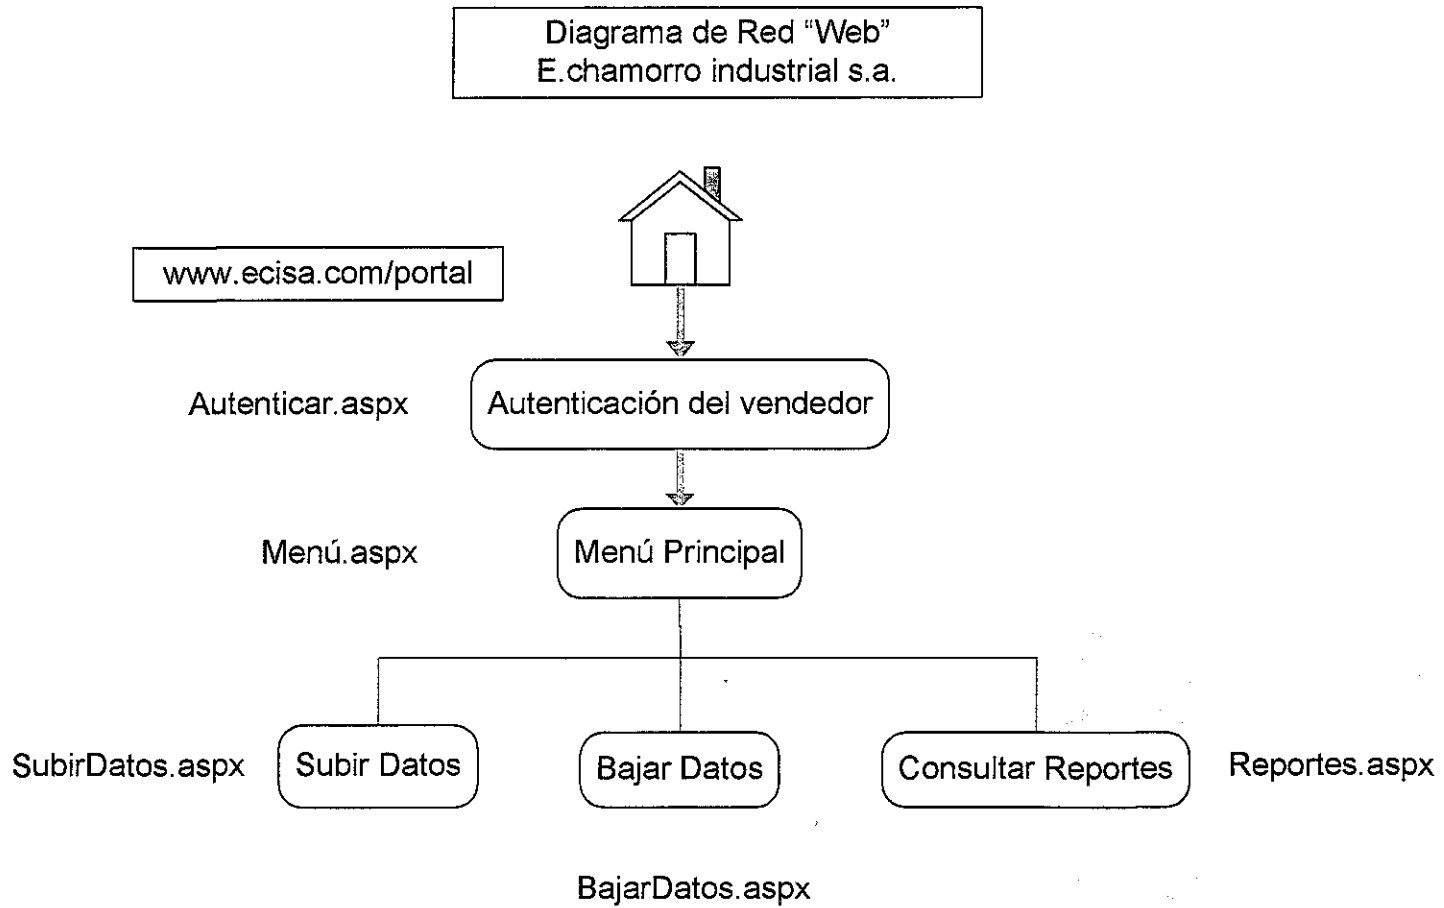 Diagrama de Red “Web”
E.chamorro industrial s.a.
www.ecisa.com/portal
Autenticar.aspx
Autenticación del vendedor
Menú.aspx
Menú Principal
SubirDatos.aspx
Subir Datos
Bajar Datos
Consultar Reportes
Reportes.aspx
BajarDatos.aspx